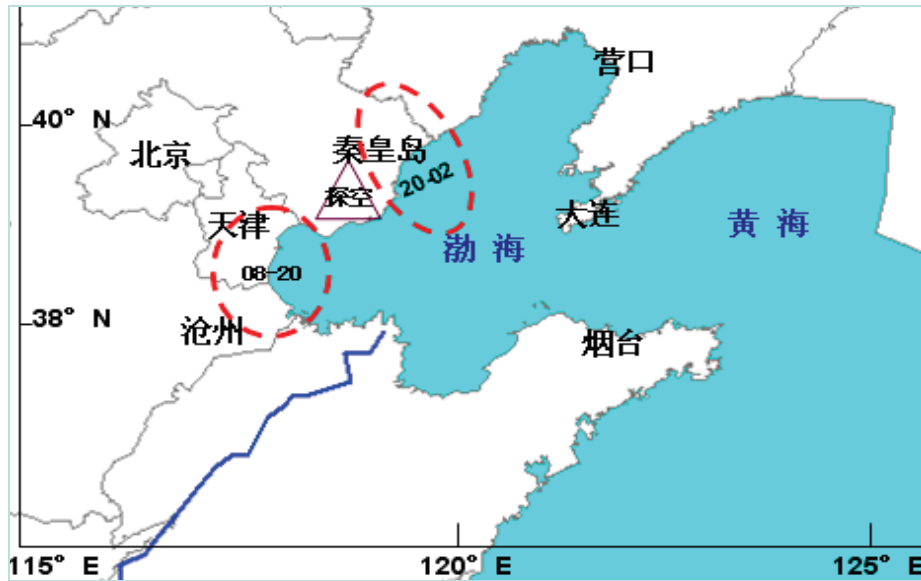 营口
40° N
北京
秦皇岛
20-02
探空
天津
大连
渤 海
黄 海
08-20
38° N
沧州
烟台
115° E
120° E
125° E